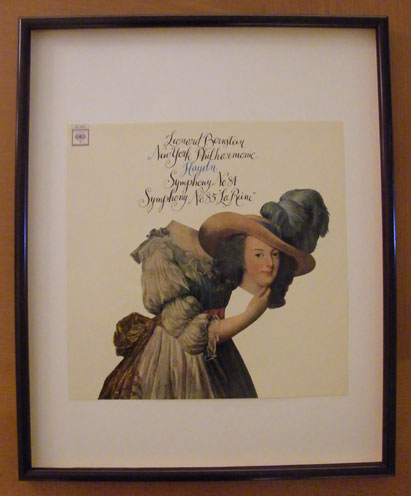 Leonard Bernstein
New York Philharmonic
Haydn
Symphony No. 84
Symphony No. 85 "La Reine"